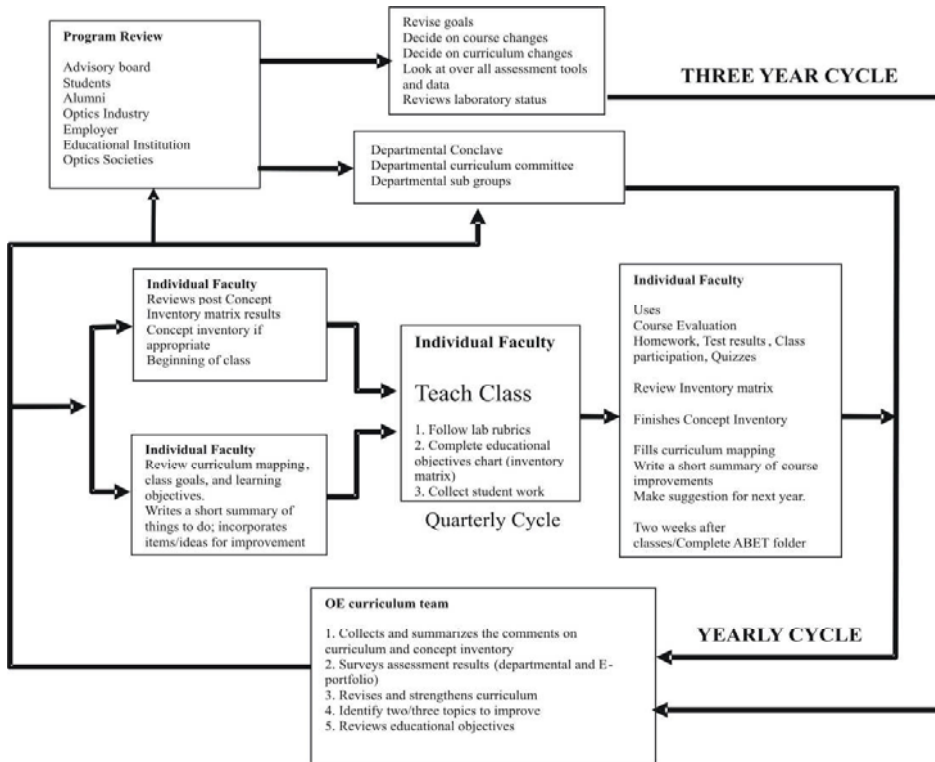 Program Review
Advisory board
Students
Alumni
Optics Industry
Employer
Educational Institution
Optics Societies
Revise goals
Decide on course changes
Decide on curriculum changes
Look at over all assessment tools
and data
Reviews laboratory status
THREE YEAR CYCLE
Departmental Conclave
Departmental curriculum committee
Departmental sub groups
Individual Faculty
Reviews post Concept
Inventory matrix results
Concept inventory if
appropriate
Beginning of class
Individual Faculty
Review curriculum mapping,
class goals, and learning
objectives.
Writes a short summary of
things to do; incorporates
items/ideas for improvement
Individual Faculty
Teach Class
1. Follow lab rubrics
2. Complete educational
objectives chart (inventory
matrix)
3. Collect student work
Quarterly Cycle
Individual Faculty
Uses
Course Evaluation
Homework, Test results , Class
participation, Quizzes
Review Inventory matrix
Finishes Concept Inventory
Fills curriculum mapping
Write a short summary of course
improvements
Make suggestion for next year.
Two weeks after
classes/Complete ABET folder
OE curriculum team
1. Collects and summarizes the comments on
curriculum and concept inventory
2. Surveys assessment results (departmental and E-
portfolio)
3. Revises and strengthens curriculum
4. Identify two/three topics to improve
5. Reviews educational objectives
YEARLY CYCLE